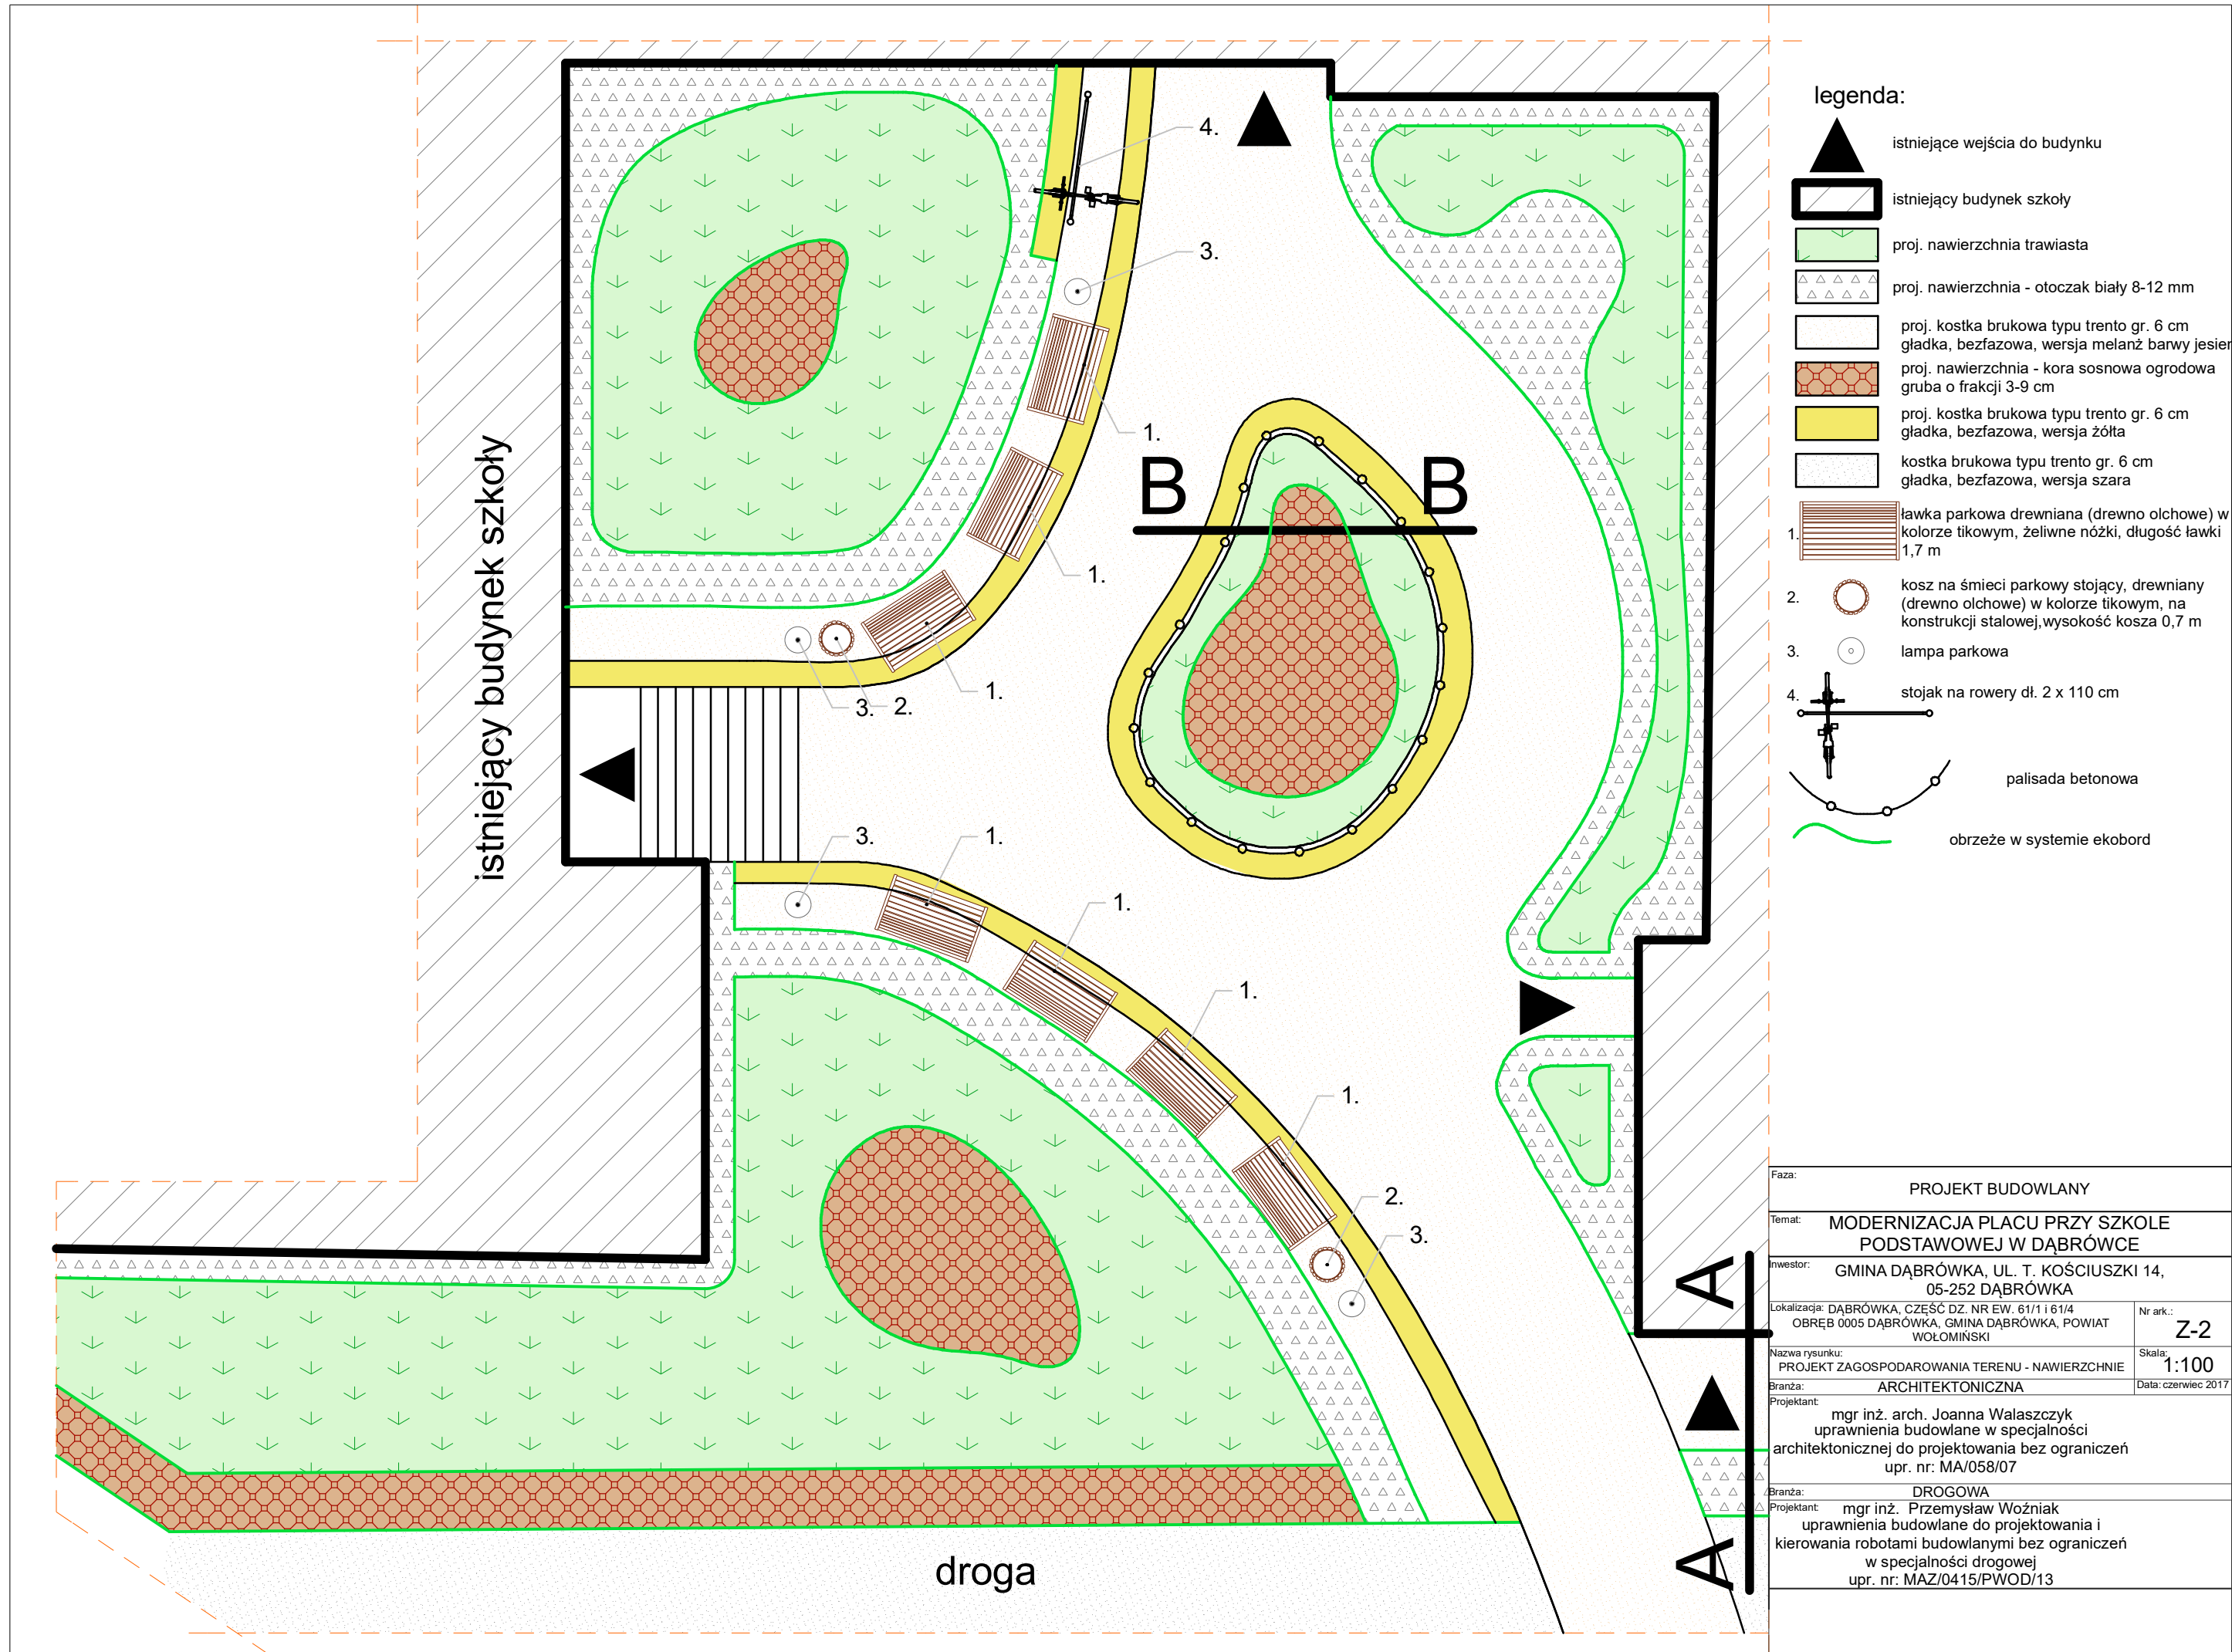 4.
3.
1.
B
B
istniejący budynek szkoły
1.
1.
3.
2.
3.
1.
1.
1.
1.
2.
3.
A
A
droga
legenda:
istniejące wejścia do budynku
istniejący budynek szkoły
proj. nawierzchnia trawiasta
proj. nawierzchnia - otoczak biały 8-12 mm
proj. kostka brukowa typu trento gr. 6 cm
gładka, bezfazowa, wersja melanż barwy jesier
proj. nawierzchnia - kora sosnowa ogrodowa
gruba o frakcji 3-9 cm
proj. kostka brukowa typu trento gr. 6 cm
gładka, bezfazowa, wersja żółta
kostka brukowa typu trento gr. 6 cm
gładka, bezfazowa, wersja szara
1.
ławka parkowa drewniana (drewno olchowe) w
kolorze tikowym, żeliwne nóżki, długość ławki
1,7 m
2.
kosz na śmieci parkowy stojący, drewniany
(drewno olchowe) w kolorze tikowym, na
konstrukcji stalowej,wysokość kosza 0,7 m
3.
lampa parkowa
4.
stojak na rowery dł. 2 x 110 cm
palisada betonowa
obrzeże w systemie ekobord
Faza:
PROJEKT BUDOWLANY
Temat: MODERNIZACJA PLACU PRZY SZKOLE
PODSTAWOWEJ W DĄBRÓWCE
Inwestor:
GMINA DĄBRÓWKA, UL. T. KOŚCIUSZKI 14,
05-252 DĄBRÓWKA
Lokalizacja: DĄBRÓWKA, CZĘŚĆ DZ. NR EW. 61/1 i 61/4
OBRĘB 0005 DĄBRÓWKA, GMINA DĄBRÓWKA, POWIAT
WOŁOMIŃSKI
Nr ark.:
Z-2
Nazwa rysunku:
PROJEKT ZAGOSPODAROWANIA TERENU - NAWIERZCHNIE
Skala:
1:100
Branża: ARCHITEKTONICZNA
Data: czerwiec 2017
Projektant:
mgr inż. arch. Joanna Walaszczyk
uprawnienia budowlane w specjalności
architektonicznej do projektowania bez ograniczeń
upr. nr: MA/058/07
Branża: DROGOWA
Projektant: mgr inż. Przemysław Woźniak
uprawnienia budowlane do projektowania i
kierowania robotami budowlanymi bez ograniczeń
w specjalności drogowej
upr. nr: MAZ/0415/PWOD/13